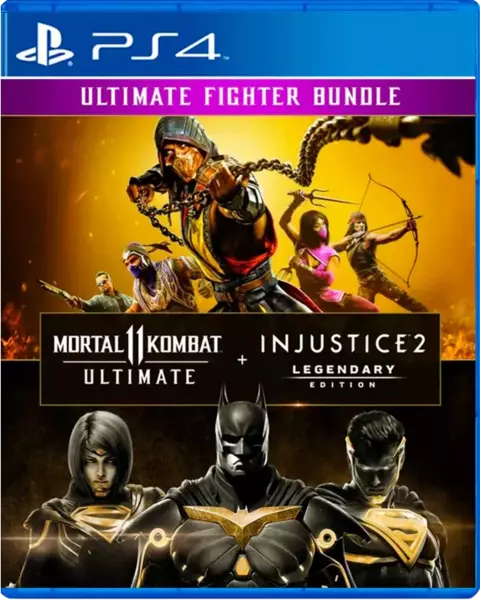 PS4
ULTIMATE FIGHTER BUNDLE
MORTAL 11 KOMBAT
ULTIMATE
+
INJUSTICE 2
LEGENDARY
EDITION